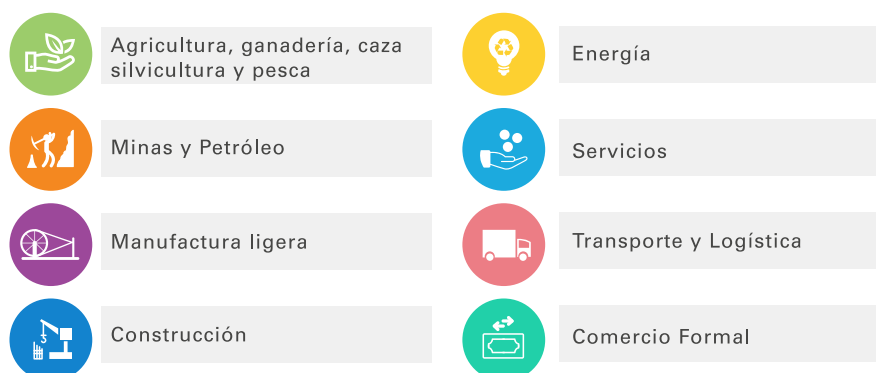 Agricultura, ganadería, caza
silvicultura y pesca
Minas y Petróleo
Manufactura ligera
Construcción
Energía
Servicios
Transporte y Logística
Comercio Formal